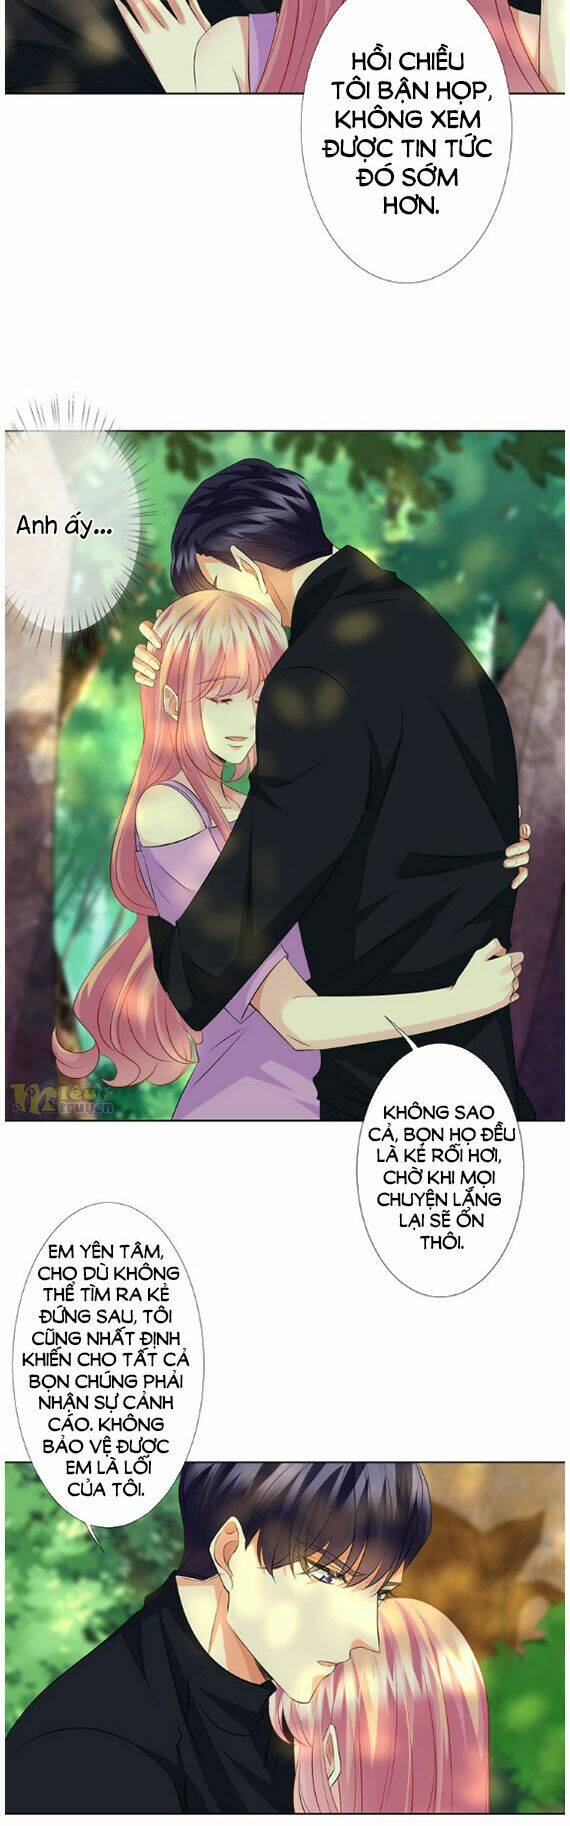 HỒI CHIỀU
TÔI BẬN HỌP,
KHÔNG XEM
ĐƯỢC TIN TỨC
ĐÓ SỚM
HƠN.
Anh ấy...
mièu
truyện
KHÔNG SAO
CẢ, BỌN HỌ ĐỀU
LÀ KẺ RỖI HƠI,
CHỜ KHI MỌI
CHUYỆN LẮNG
LẠI SẼ ỔN
THÔI.
EM YÊN TÂM,
CHO DÙ KHÔNG
THỂ TÌM RA KẺ
ĐỨNG SAU, TÔI
CŨNG NHẤT ĐỊNH
KHIẾN CHO TẤT CẢ
BỌN CHÚNG PHẢI
NHẬN SỰ CẢNH
CÁO. KHÔNG
BẢO VỆ ĐƯỢC
EM LÀ LỖI
CỦA TÔI.